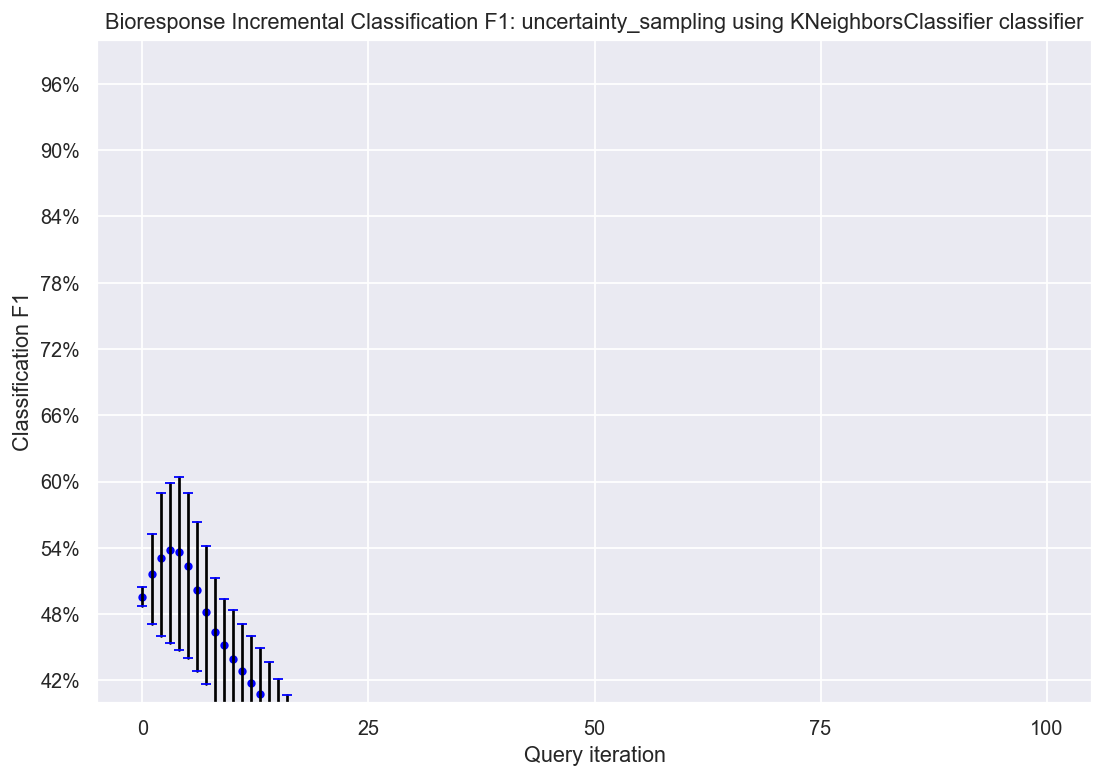 Bioresponse Incremental Classification F1: uncertainty_sampling using KNeighborsClassifier classifier
96%
90%
84%
78%
72%
66%
60%
54%
48%
42%
Classification F1
0 25 50 75 100
Query iteration